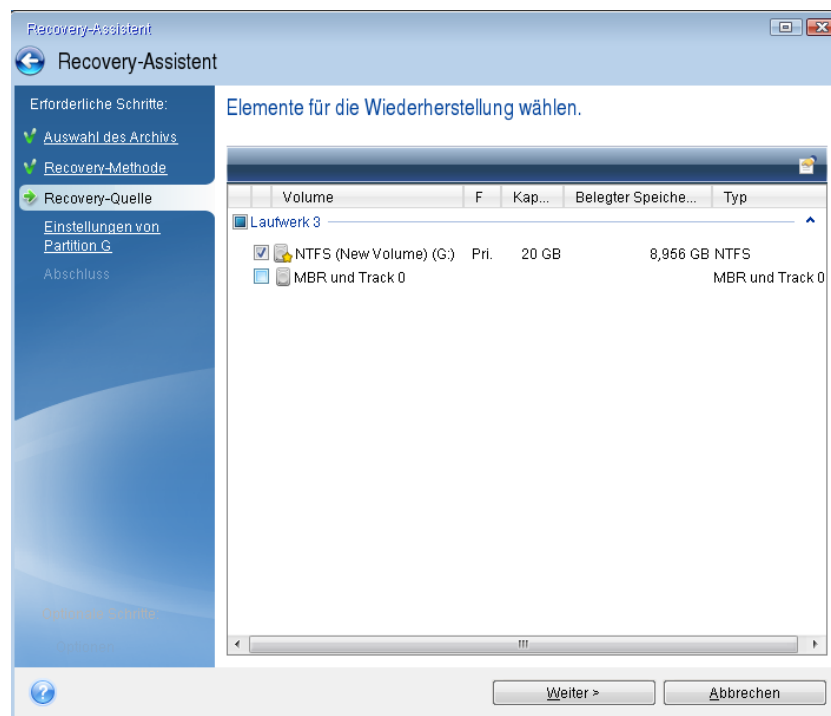 Recovery-Assistent
Recovery-Assistent
Erforderliche Schritte:
Auswahl des Archivs
Recovery-Methode
Recovery-Quelle
Einstellungen von
Partition G
Abschluss
Elemente für die Wiederherstellung wählen.
Volume F Kap... Belegter Speiche... Typ
Laufwerk 3
NTFS (New Volume) (G:) Pri. 20 GB 8,956 GB NTFS
MBR und Track 0 MBR und Track 0
Schritte:
Weiter >
Abbrechen